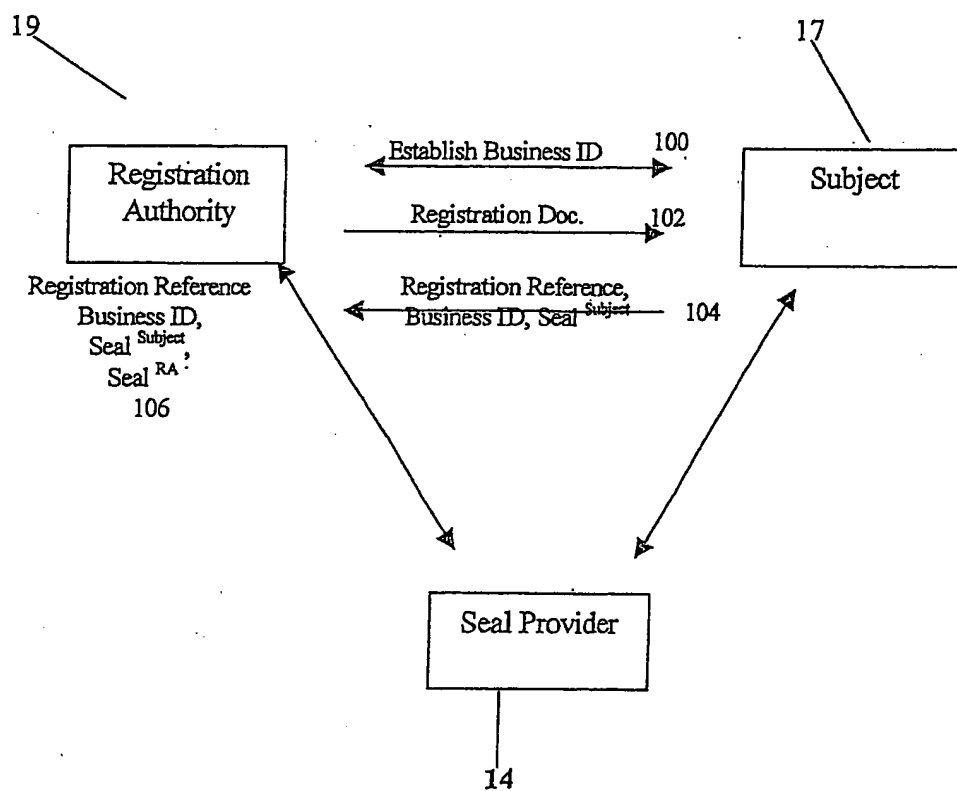 19
17
Registration
Authority
Establish Business ID
100
Subject
Registration Doc.
102
Registration Reference
Business ID,
Seal Subject,
Seal RA
106
Registration Reference,
Business ID, Seal Subject
104
Seal Provider
14